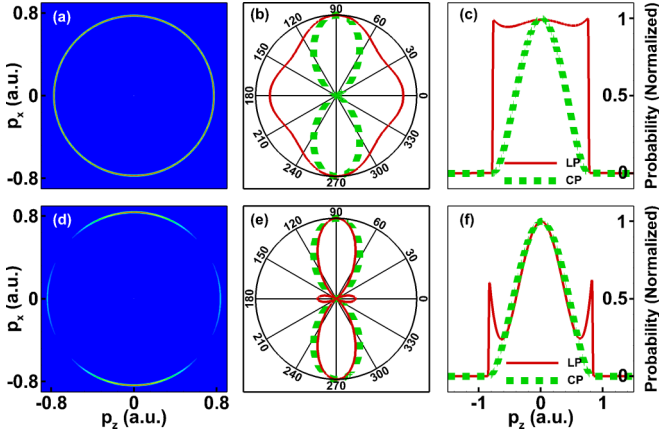 (a)
0.8
0
-0.8
p_x (a.u.)
(b)
90
60
30
0
330
300
270
240
210
180
150
120
(c)
1
0.5
0
Probability (Normalized)
LP
CP
(d)
0.8
0
-0.8
p_x (a.u.)
-0.8
0
0.8
p_z (a.u.)
(e)
90
60
30
0
330
300
270
240
210
180
150
120
(f)
1
0.5
0
Probability (Normalized)
LP
CP
-1
0
1
p_z (a.u.)